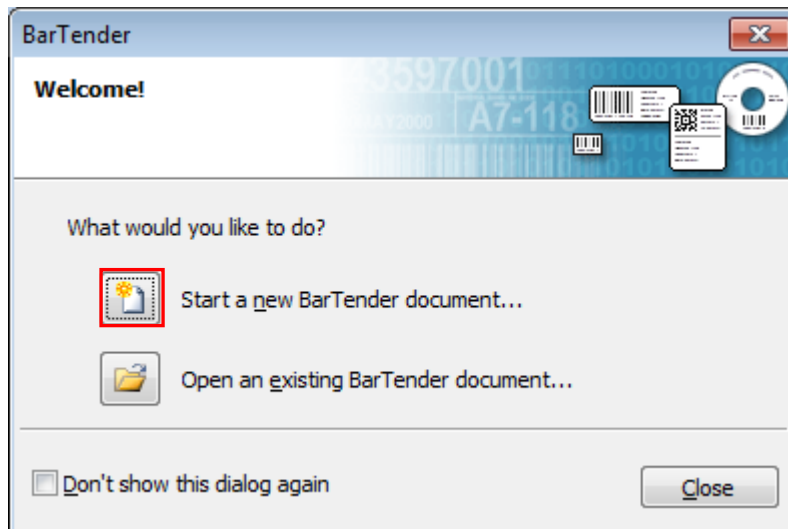 BarTender
Welcome!
3597001
A7-118
What would you like to do?
Start a new BarTender document...
Open an existing BarTender document...
Don't show this dialog again
Close